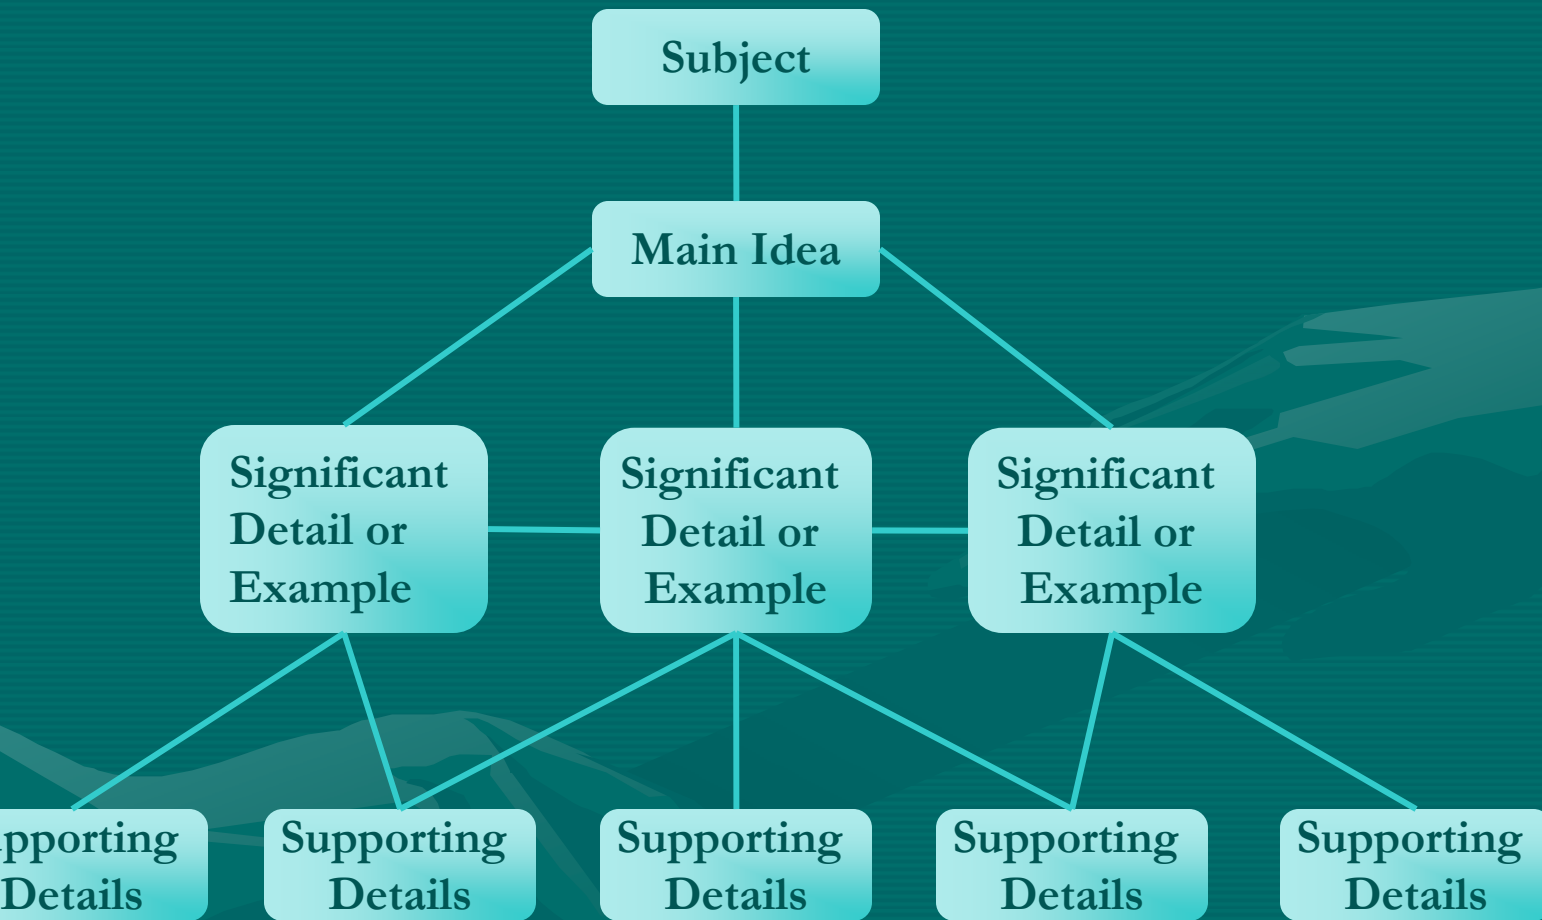 Subject
Main Idea
Significant
Detail or
Example
Significant
Detail or
Example
Significant
Detail or
Example
pporting
Details
Supporting
Details
Supporting
Details
Supporting
Details
Supporting
Details